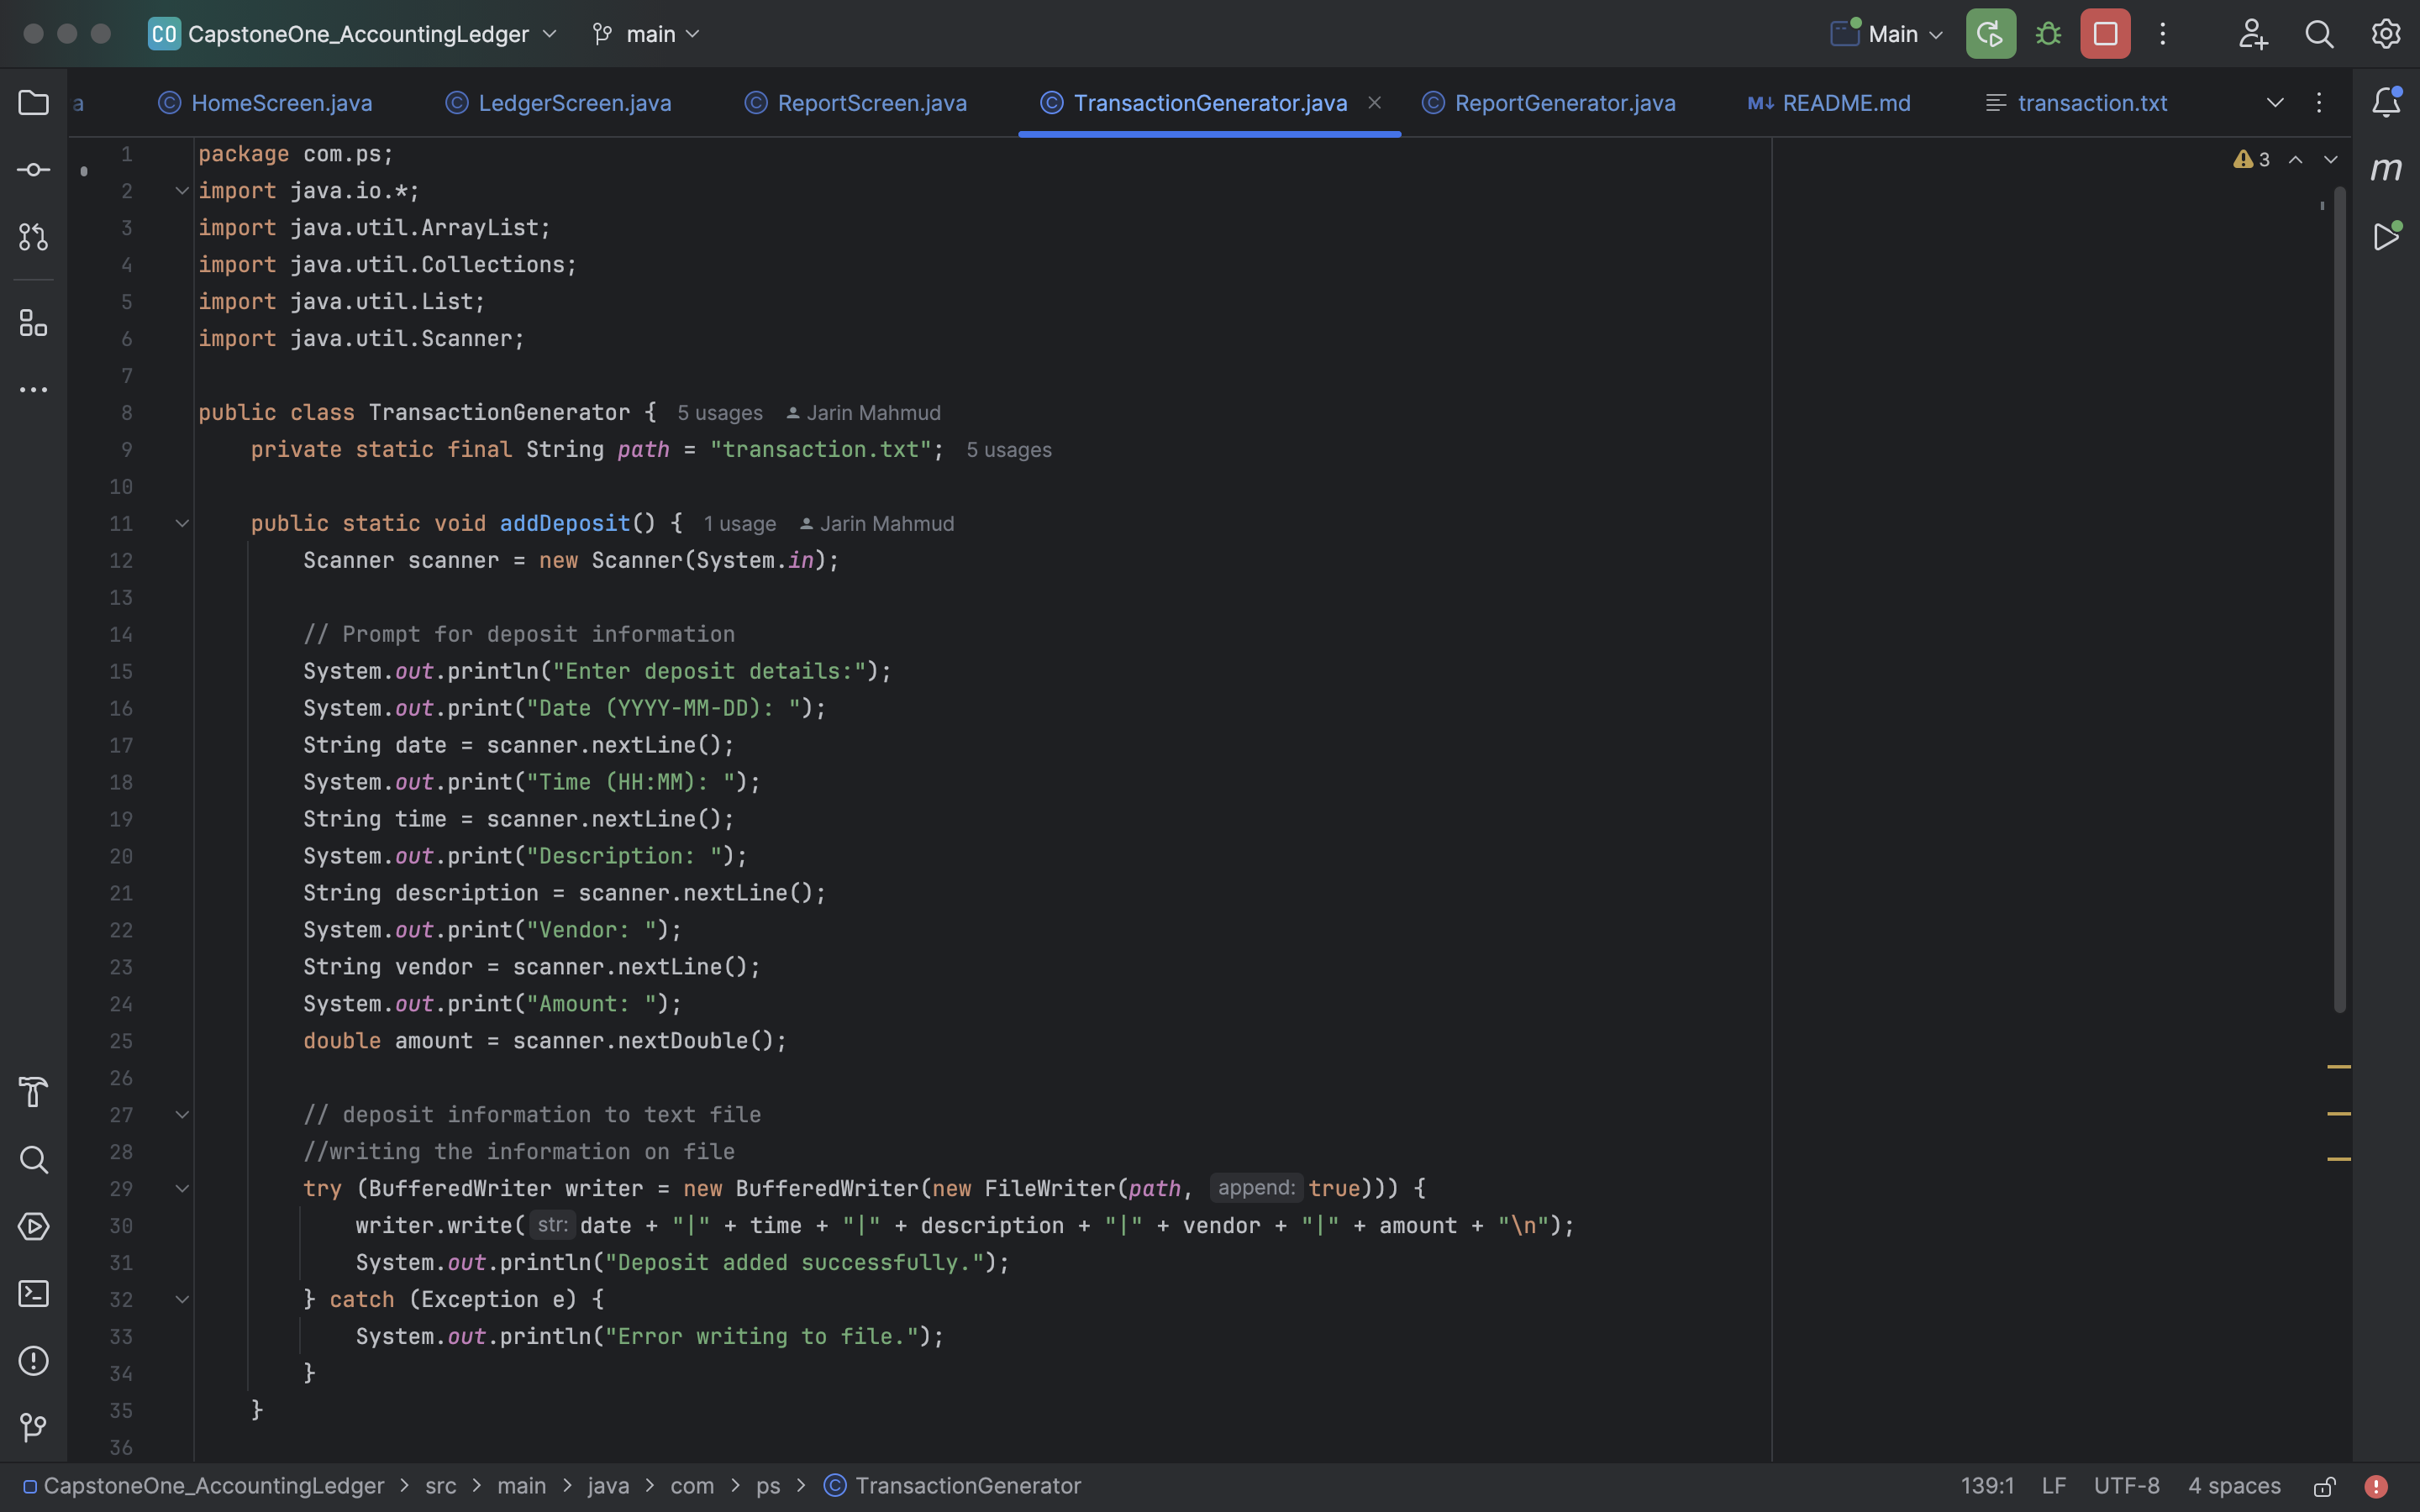 CO CapstoneOne_AccountingLedger main Main
a HomeScreen.java LedgerScreen.java ReportScreen.java TransactionGenerator.java ReportGenerator.java M↓ README.md transaction.txt
1 package com.ps;
2 import java.io.*;
3 import java.util.ArrayList;
4 import java.util.Collections;
5 import java.util.List;
6 import java.util.Scanner;
7
8 public class TransactionGenerator { 5 usages Jarin Mahmud
9 private static final String path = "transaction.txt"; 5 usages
10
11 public static void addDeposit() { 1 usage Jarin Mahmud
12 Scanner scanner = new Scanner(System.in);
13
14 // Prompt for deposit information
15 System.out.println("Enter deposit details:");
16 System.out.print("Date (YYYY-MM-DD): ");
17 String date = scanner.nextLine();
18 System.out.print("Time (HH:MM): ");
19 String time = scanner.nextLine();
20 System.out.print("Description: ");
21 String description = scanner.nextLine();
22 System.out.print("Vendor: ");
23 String vendor = scanner.nextLine();
24 System.out.print("Amount: ");
25 double amount = scanner.nextDouble();
26
27 // deposit information to text file
28 //writing the information on file
29 try (BufferedWriter writer = new BufferedWriter(new FileWriter(path, append: true))) {
30 writer.write( str: date + "|" + time + "|" + description + "|" + vendor + "|" + amount + "\n");
31 System.out.println("Deposit added successfully.");
32 } catch (Exception e) {
33 System.out.println("Error writing to file.");
34 }
35 }
36
3
m
CapstoneOne_AccountingLedger > src > main > java > com > ps > TransactionGenerator 139:1 LF UTF-8 4 spaces